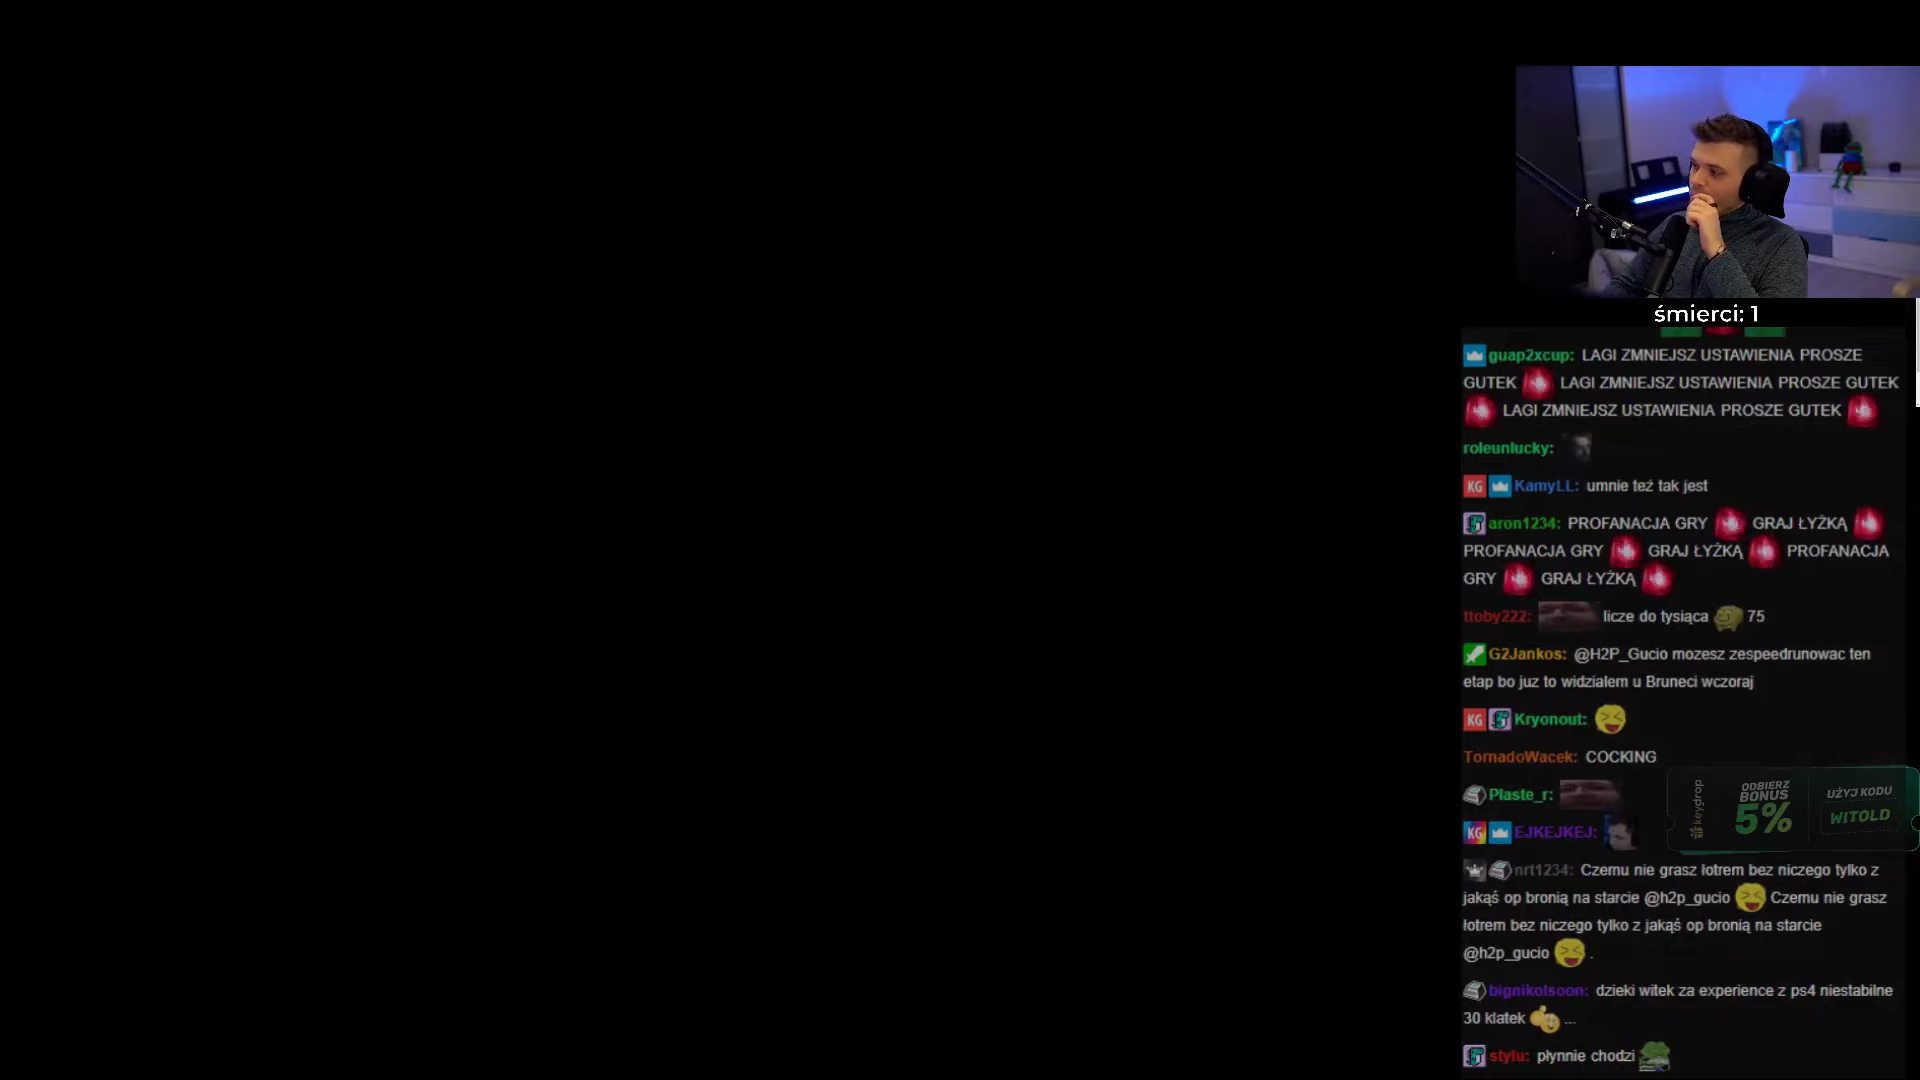 śmierci: 1
guap2xcup: LAGI ZMNIEJSZ USTAWIENIA PROSZE
GUTEK LAGI ZMNIEJSZ USTAWIENIA PROSZE GUTEK
LAGI ZMNIEJSZ USTAWIENIA PROSZE GUTEK
roleunlucky:
KG KamyLL: umnie też tak jest
aron1234: PROFANACJA GRY GRAJ ŁYŻKĄ
PROFANACJA GRY GRAJ ŁYŻKĄ PROFANACJA
GRY GRAJ ŁYŻKĄ
ttoby222: licze do tysiąca 75
G2Jankos: @H2P_Gucio mozesz zespeedrunowac ten
etap bo juz to widzialem u Bruneci wczoraj
KG Kryonout:
TornadoWacek: COCKING
Plaste_r:
KG EJKEJKEJ:
keydrop
ODBIERZ
BONUS
5%
UŻYJ KODU
WITOLD
nrt1234: Czemu nie grasz łotrem bez niczego tylko z
jakąś op bronią na starcie @h2p_gucio Czemu nie grasz
łotrem bez niczego tylko z jakąś op bronią na starcie
@h2p_gucio .
bignikolsoon: dzieki witek za experience z ps4 niestabilne
30 klatek ...
stylu: płynnie chodzi